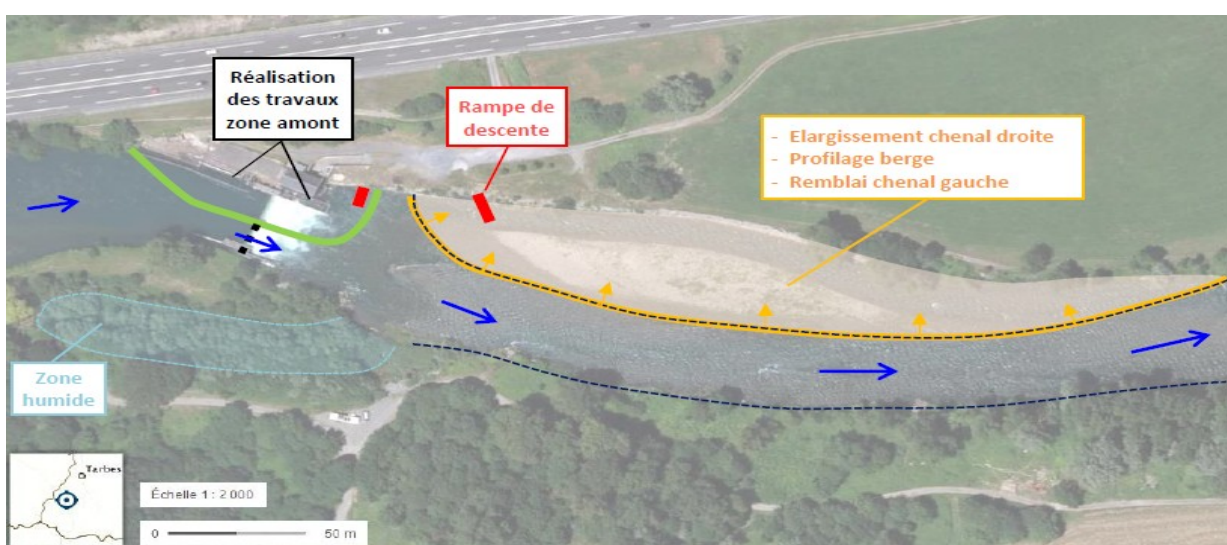 Réalisation
des travaux
zone amont
Rampe de
descente
- Elargissement chenal droite
- Profilage berge
- Remblai chenal gauche
Zone
humide
Tarbes
Échelle 1 : 2 000
0 50 m